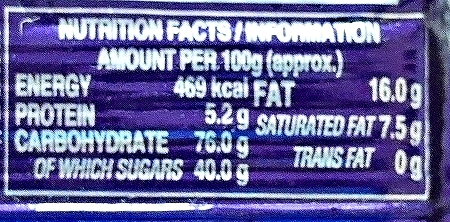 NUTRITION FACTS / INFORMATION
AMOUNT PER 100g (approx.)
ENERGY 469 kcal FAT 16.0 g
PROTEIN 5.2 g SATURATED FAT 7.5 g
CARBOHYDRATE 76.0 g TRANS FAT 0 g
OF WHICH SUGARS 40.0 g